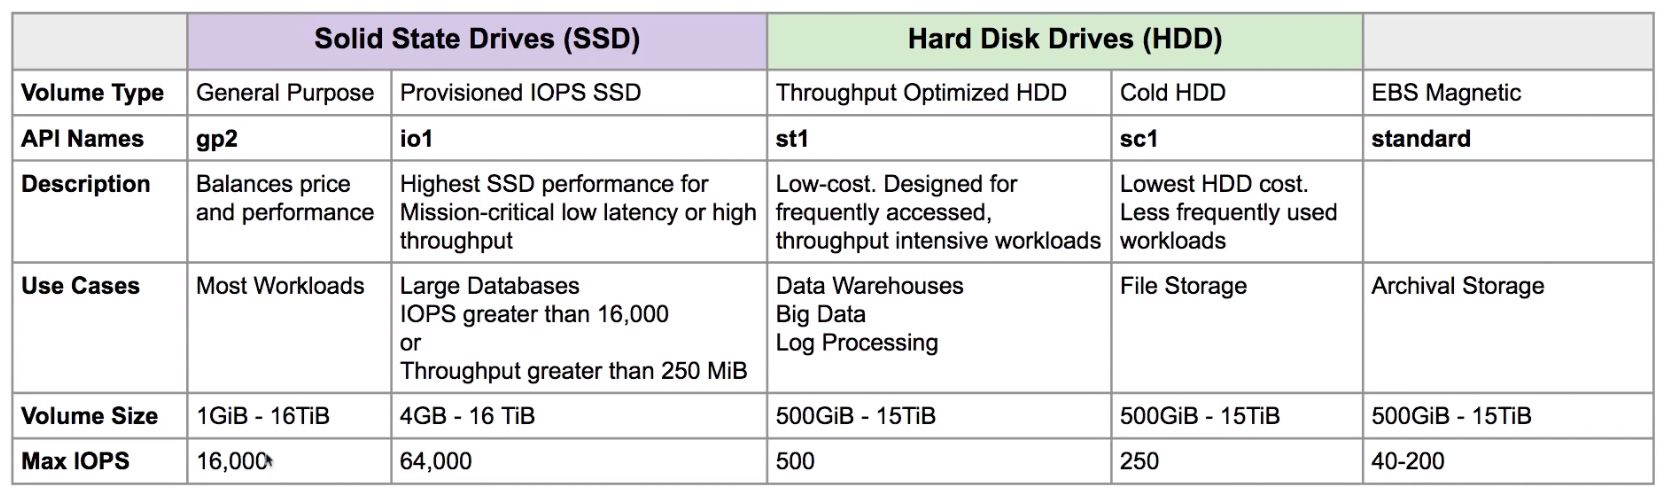 Solid State Drives (SSD)
Hard Disk Drives (HDD)
Volume Type
General Purpose
Provisioned IOPS SSD
Throughput Optimized HDD
Cold HDD
EBS Magnetic
API Names
gp2
io1
st1
sc1
standard
Description
Balances price
and performance
Highest SSD performance for
Mission-critical low latency or high
throughput
Low-cost. Designed for
frequently accessed,
throughput intensive workloads
Lowest HDD cost.
Less frequently used
workloads
Use Cases
Most Workloads
Large Databases
IOPS greater than 16,000
or
Throughput greater than 250 MiB
Data Warehouses
Big Data
Log Processing
File Storage
Archival Storage
Volume Size
1GiB - 16TiB
4GB - 16 TiB
500GiB - 15TiB
500GiB - 15TiB
500GiB - 15TiB
Max IOPS
16,000
64,000
500
250
40-200